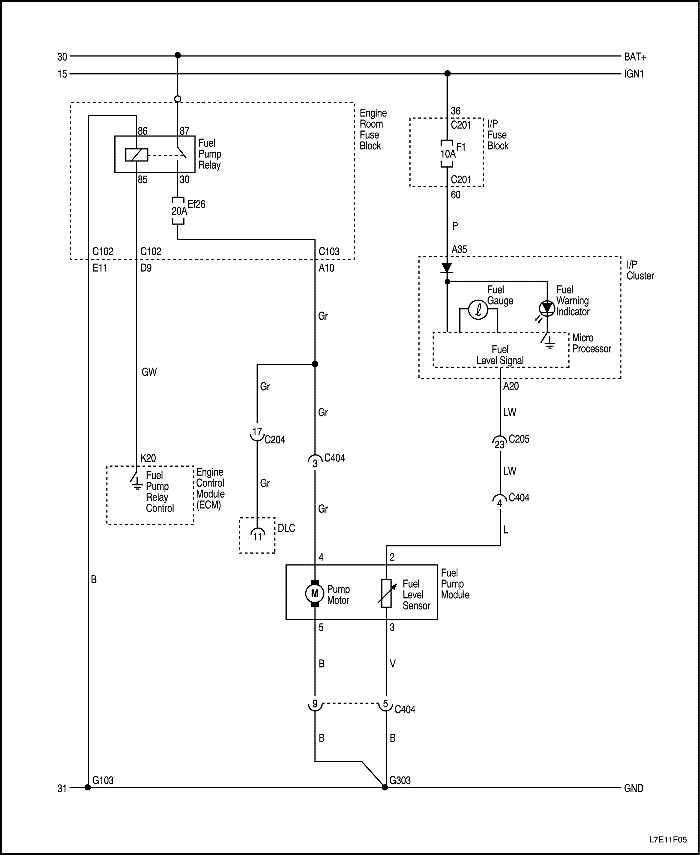 30 BAT+
15 IGN1
36
C201
I/P
Fuse
Block
F1
10A
C201
60
Engine
Room
Fuse
Block
86 87
Fuel
Pump
Relay
85 30
Ef26
20A
P
C102 C102 C103
E11 D9 A10
A35
I/P
Cluster
Fuel
Gauge
Fuel
Warning
Indicator
ℓ
Micro
Processor
Fuel
Level Signal
A20
Gr
GW
Gr
Gr
LW
17
C204
23
C205
3
C404
LW
K20
Fuel
Pump
Relay
Control
Engine
Control
Module
(ECM)
Gr
Gr
4
C404
L
11
DLC
4 2
M
Pump
Motor
Fuel
Level
Sensor
Fuel
Pump
Module
B
5 3
B V
9 5
C404
B B
31 G103 G303 GND
L7E11F05